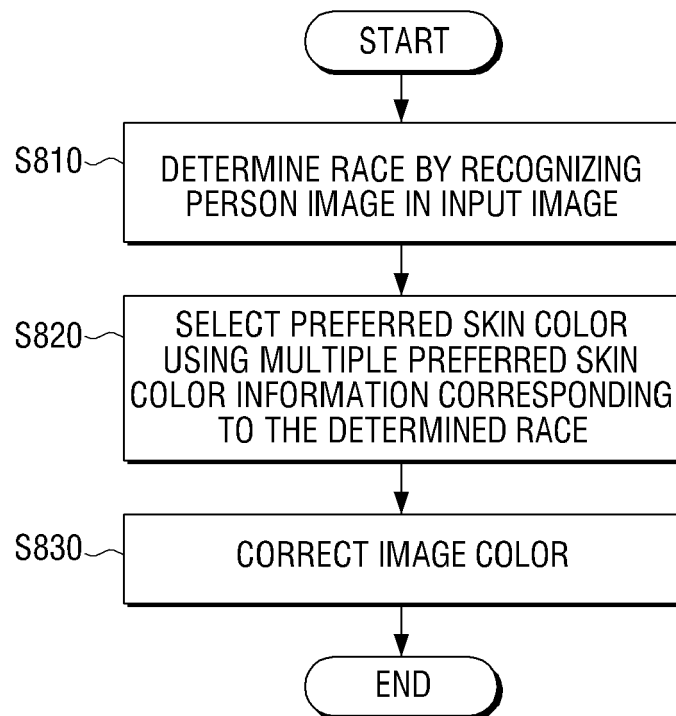 START
S810
DETERMINE RACE BY RECOGNIZING
PERSON IMAGE IN INPUT IMAGE
S820
SELECT PREFERRED SKIN COLOR
USING MULTIPLE PREFERRED SKIN
COLOR INFORMATION CORRESPONDING
TO THE DETERMINED RACE
S830
CORRECT IMAGE COLOR
END